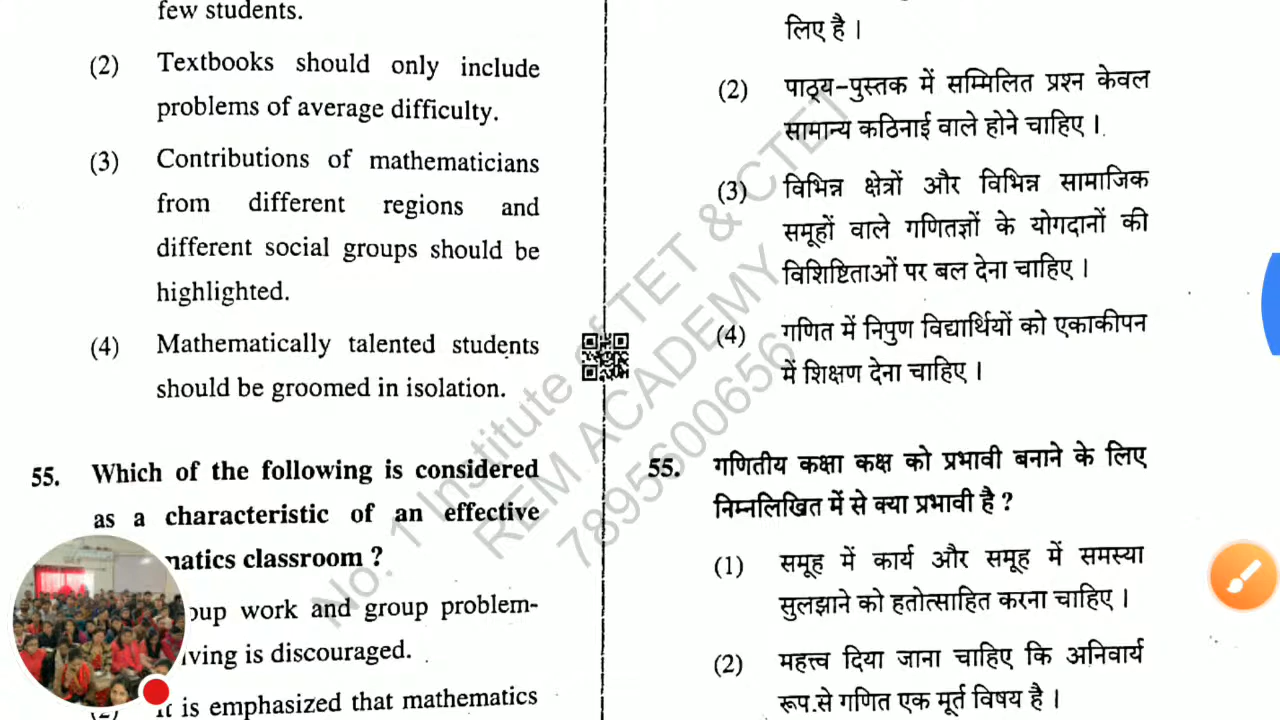 few students.
(2) Textbooks should only include
problems of average difficulty.
(3) Contributions of mathematicians
from different regions and
different social groups should be
highlighted.
(4) Mathematically talented students
should be groomed in isolation.
55. Which of the following is considered
as a characteristic of an effective
matics classroom ?
oup work and group problem-
lving is discouraged.
It is emphasized that mathematics
लिए है ।
(2) पाठ्य-पुस्तक में सम्मिलित प्रश्न केवल
सामान्य कठिनाई वाले होने चाहिए ।
(3) विभिन्न क्षेत्रों और विभिन्न सामाजिक
समूहों वाले गणितज्ञों के योगदानों की
विशिष्टिताओं पर बल देना चाहिए ।
(4) गणित में निपुण विद्यार्थियों को एकाकीपन
में शिक्षण देना चाहिए ।
55. गणितीय कक्षा कक्ष को प्रभावी बनाने के लिए
निम्नलिखित में से क्या प्रभावी है ?
(1) समूह में कार्य और समूह में समस्या
सुलझाने को हतोत्साहित करना चाहिए ।
(2) महत्त्व दिया जाना चाहिए कि अनिवार्य
रूप से गणित एक मूर्त विषय है ।
No. 1 Institute of TET & CTET
REM ACADEMY
7895600656